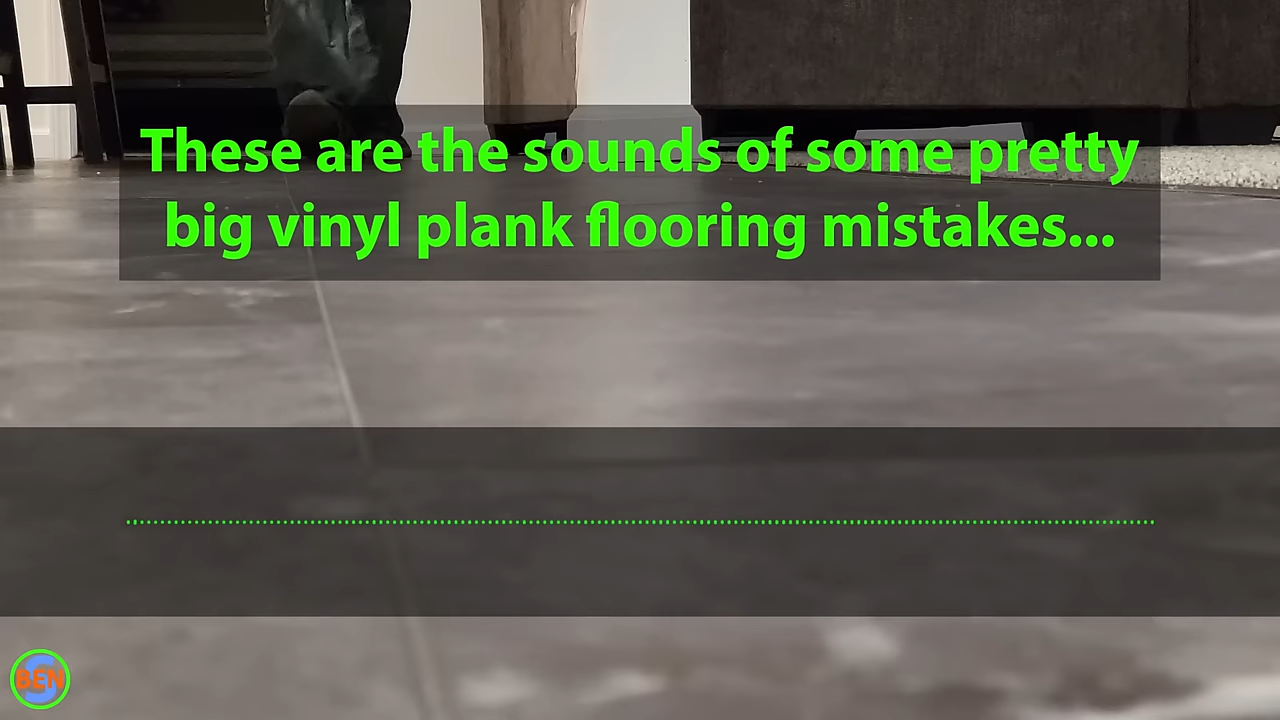 These are the sounds of some pretty
big vinyl plank flooring mistakes...
BEN